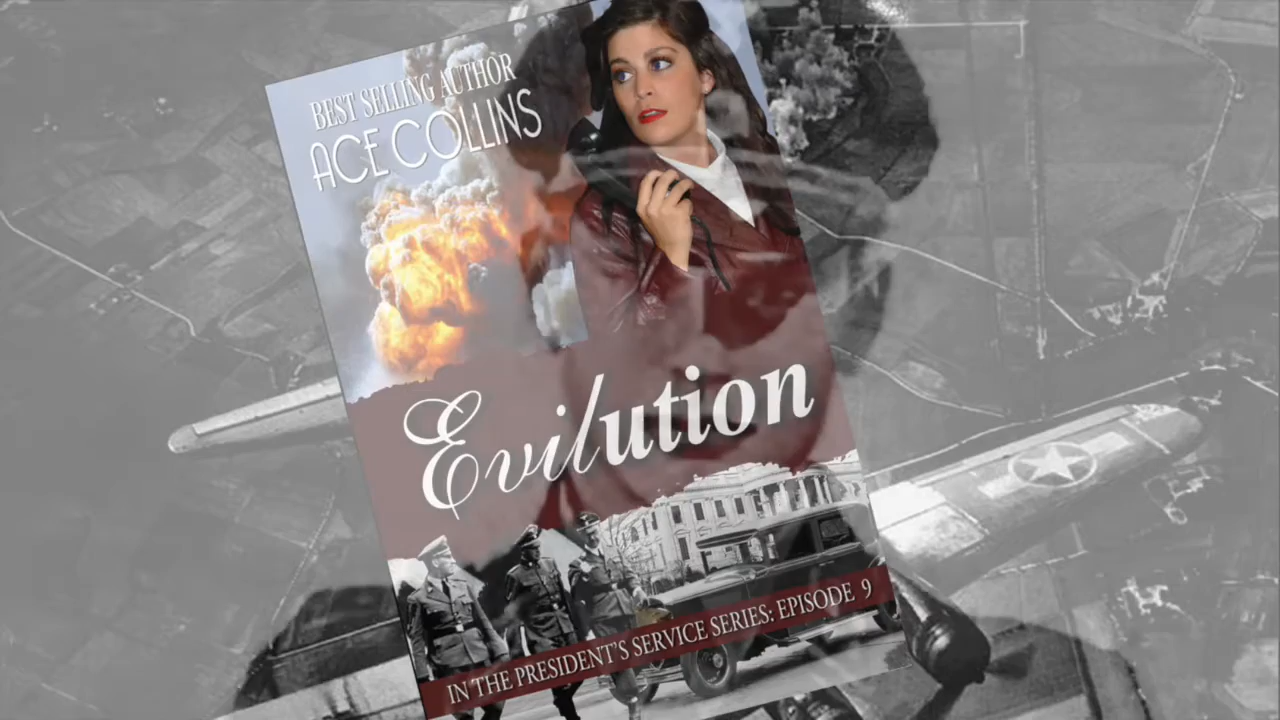 BEST SELLING AUTHOR
ACE COLLINS
Evilution
IN THE PRESIDENT'S SERVICE SERIES: EPISODE 9